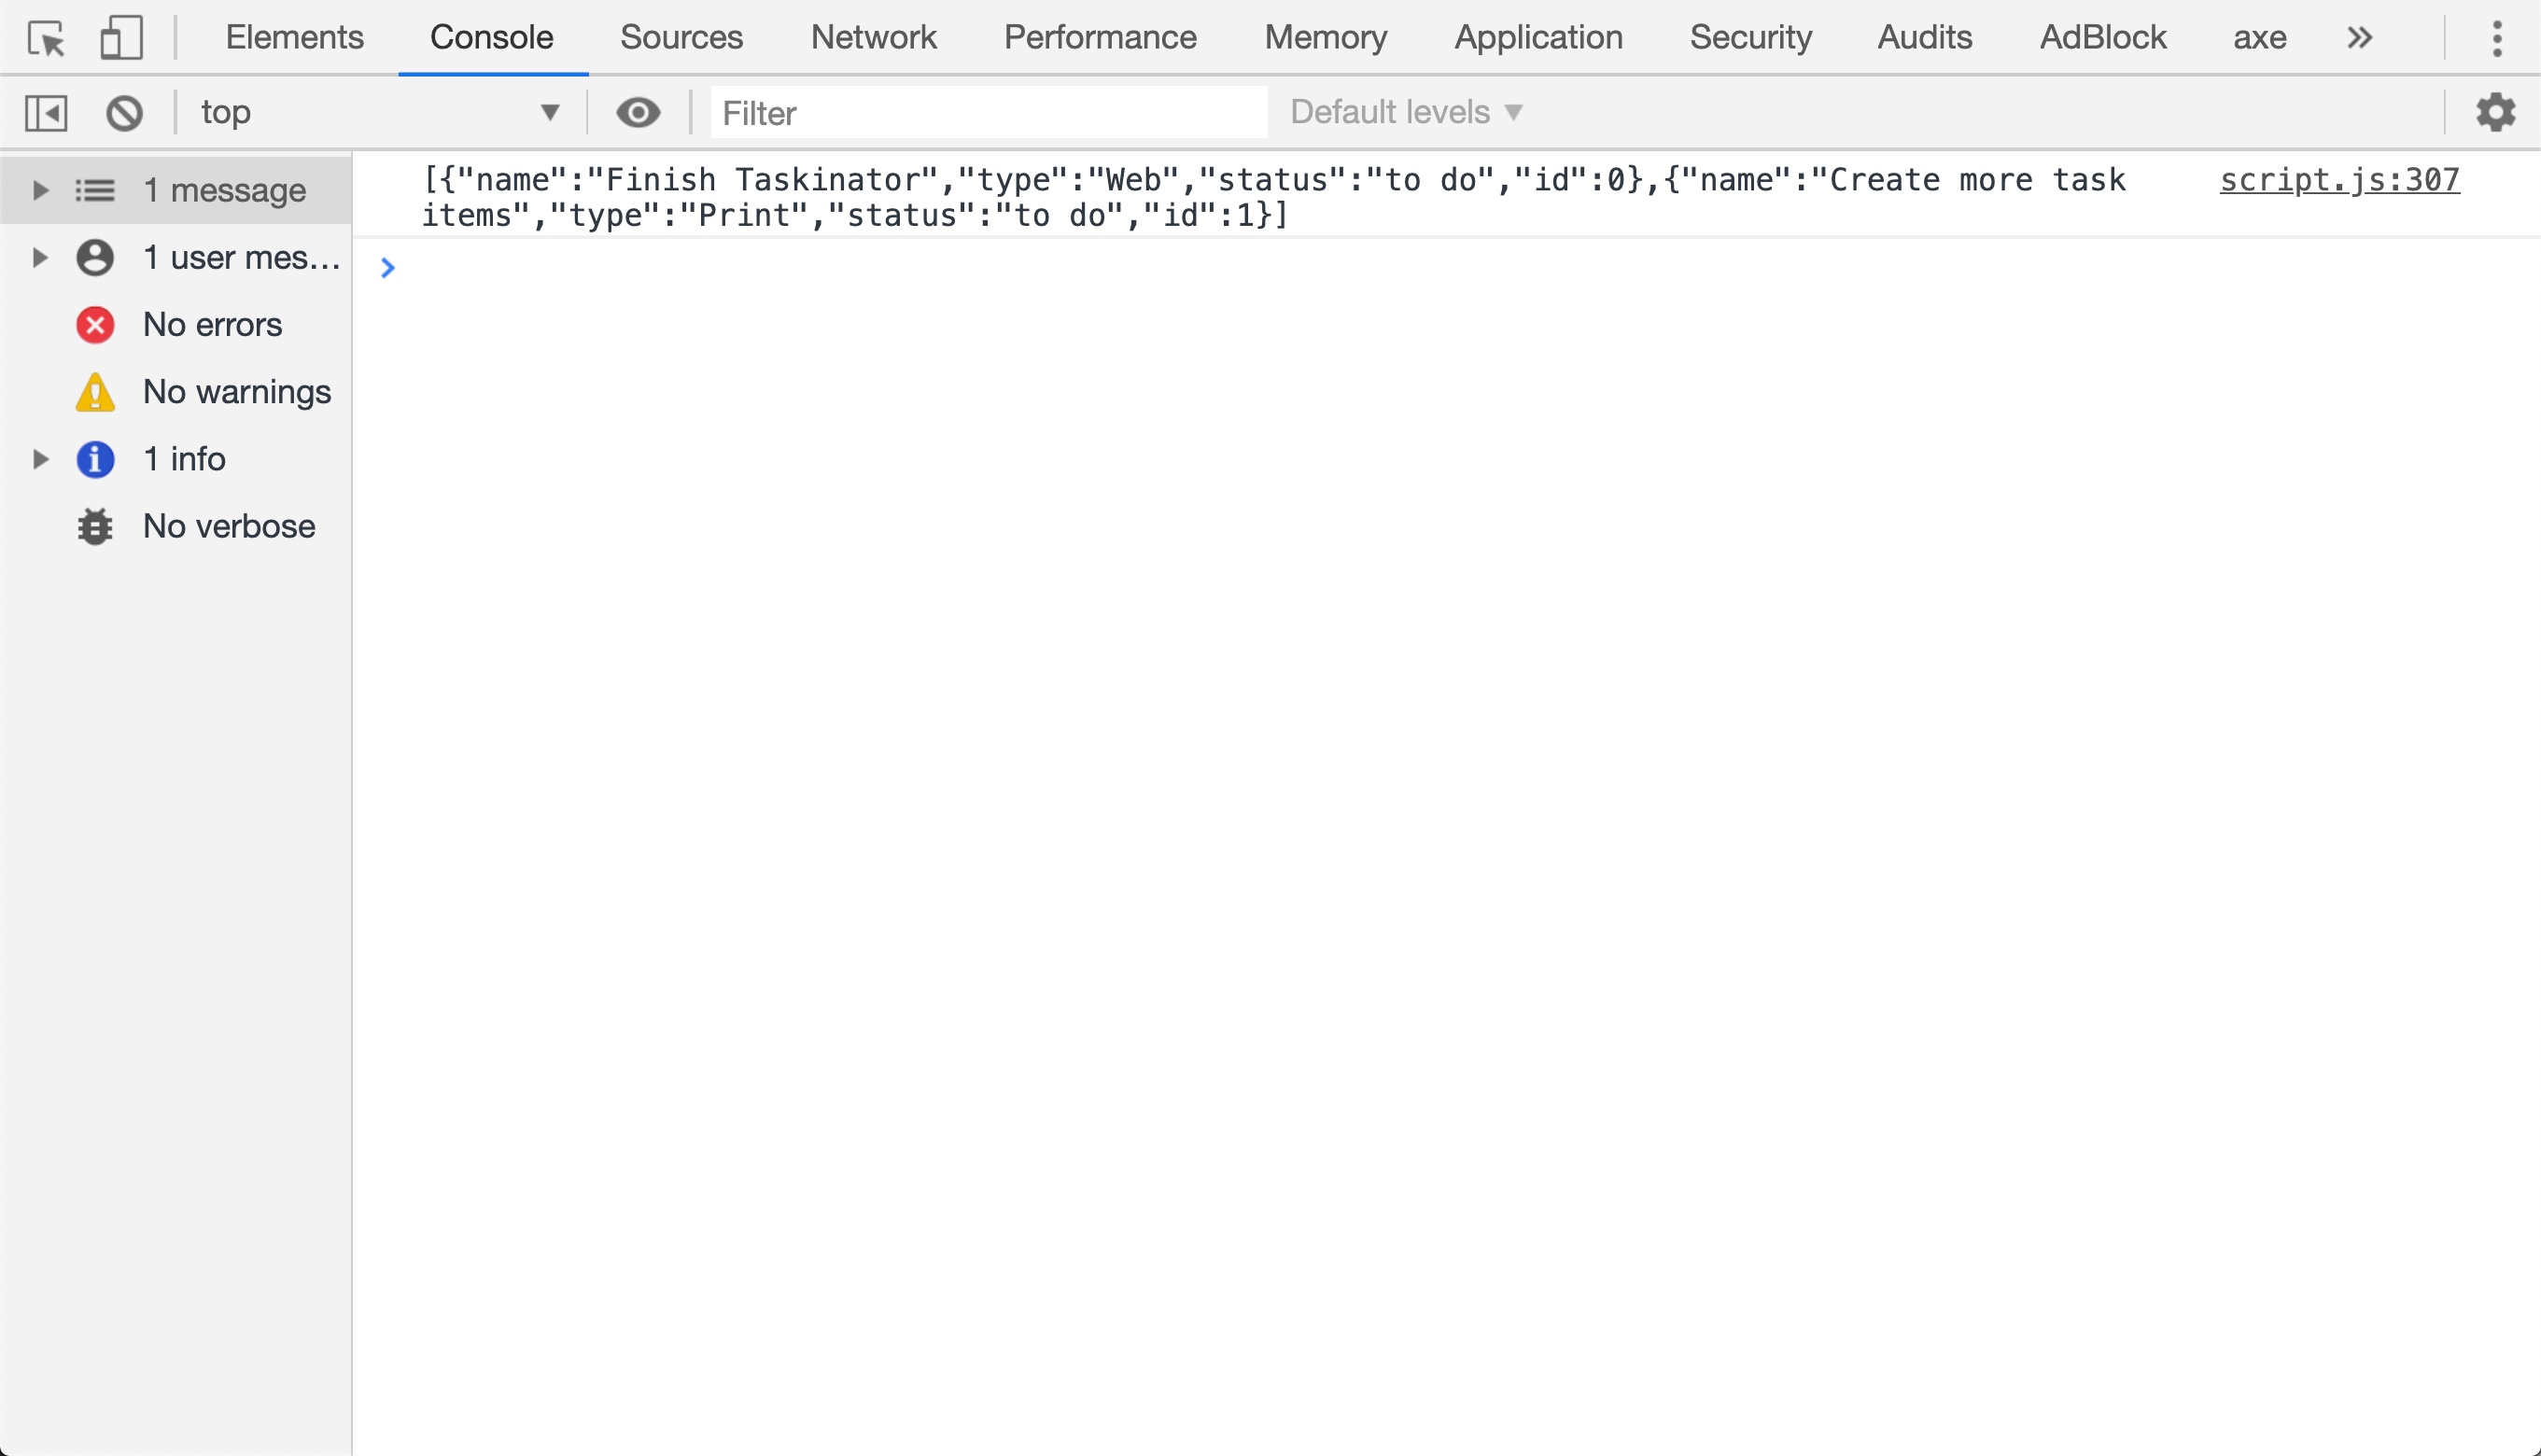 Elements Console Sources Network Performance Memory Application Security Audits AdBlock axe »
top ▼ Filter Default levels ▼
1 message
1 user mes…
No errors
No warnings
1 info
No verbose
[{"name":"Finish Taskinator","type":"Web","status":"to do","id":0},{"name":"Create more task script.js:307
items","type":"Print","status":"to do","id":1}]